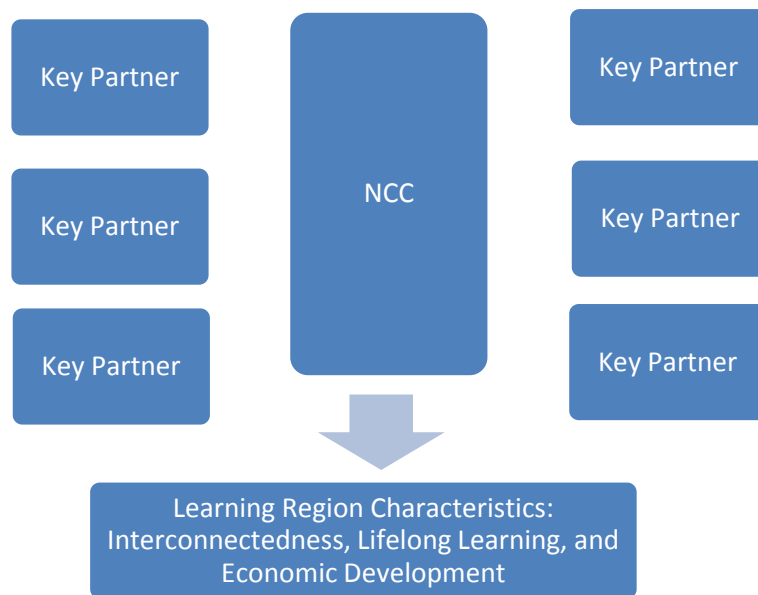 Key Partner
NCC
Key Partner
Key Partner
Key Partner
Key Partner
Key Partner
Learning Region Characteristics:
Interconnectedness, Lifelong Learning, and
Economic Development